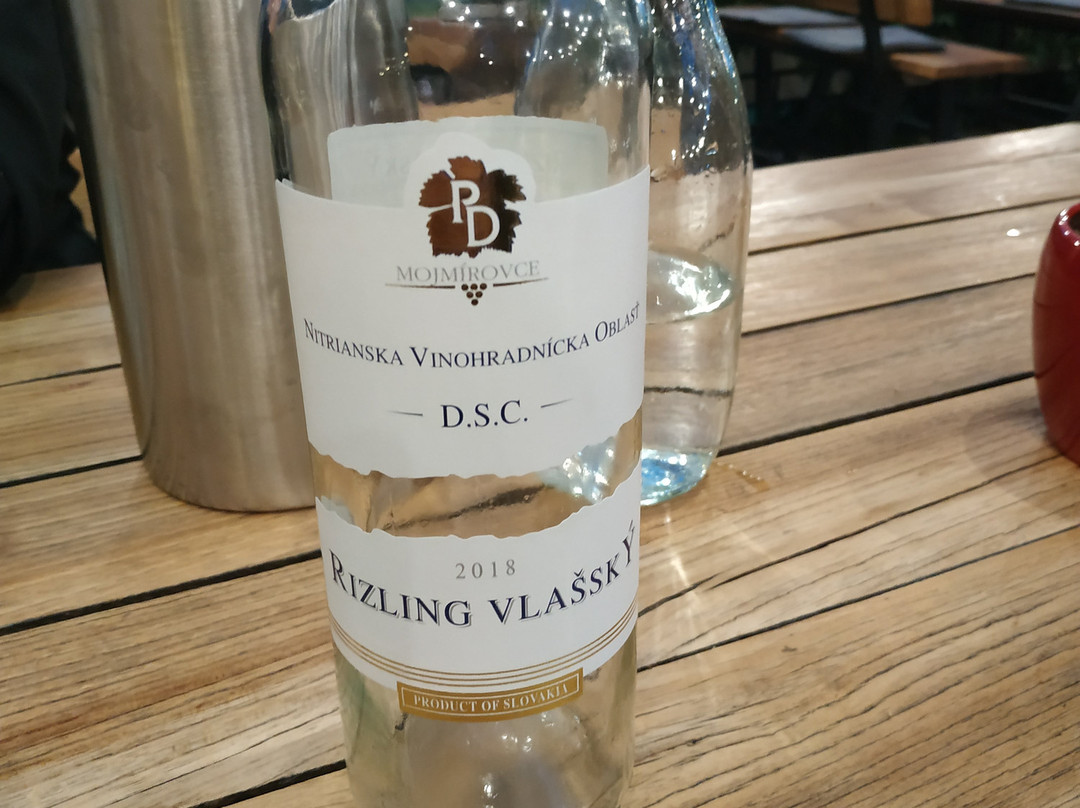 PD
MOJMÍROVCE
NITRIANSKA VINOHRADNÍCKA OBLASŤ
D.S.C.
2018
RIZLING VLAŠSKÝ
PRODUCT OF SLOVAKIA